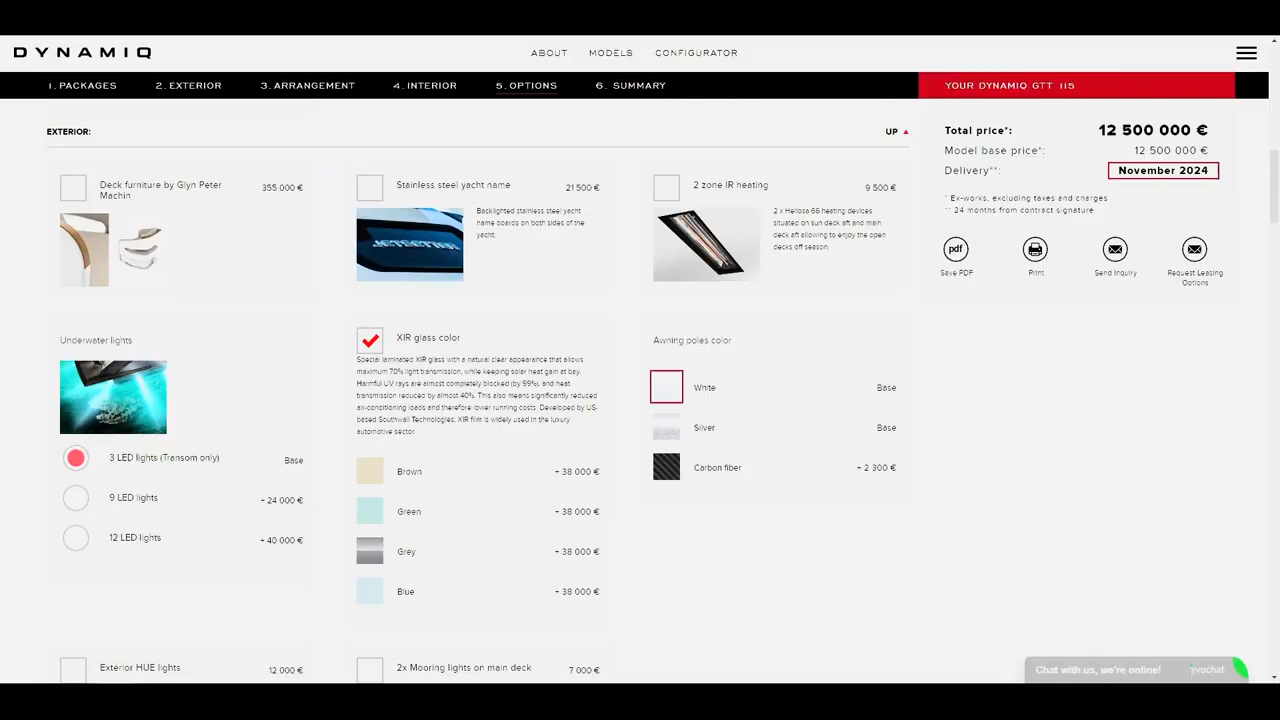 DYNAMIQ
ABOUT MODELS CONFIGURATOR
1. PACKAGES 2. EXTERIOR 3. ARRANGEMENT 4. INTERIOR 5. OPTIONS 6. SUMMARY
YOUR DYNAMIQ GTT 115
EXTERIOR: UP
Total price*: 12 500 000 €
Model base price*: 12 500 000 €
Delivery**: November 2024
* Ex-works, excluding taxes and charges
** 24 months from contract signature
pdf
Save PDF
Print
Send Inquiry
Request Leasing
Options
Deck furniture by Glyn Peter
Machin
355 000 €
Stainless steel yacht name 21 500 €
Backlighted stainless steel yacht
name boards on both sides of the
yacht.
2 zone IR heating 9 500 €
2 x Heliosa 66 heating devices
situated on sun deck aft and main
deck aft allowing to enjoy the open
decks off season.
Underwater lights
3 LED lights (Transom only) Base
9 LED lights + 24 000 €
12 LED lights + 40 000 €
XIR glass color
Special laminated XIR glass with a natural clear appearance that allows
maximum 70% light transmission, while keeping solar heat gain at bay.
Harmful UV rays are almost completely blocked (by 99%), and heat
transmission reduced by almost 40%. This also means significantly reduced
air-conditioning loads and therefore lower running costs. Developed by US-
based Southwall Technologies, XIR film is widely used in the luxury
automotive sector.
Brown + 38 000 €
Green + 38 000 €
Grey + 38 000 €
Blue + 38 000 €
Awning poles color
White Base
Silver Base
Carbon fiber + 2 300 €
Exterior HUE lights 12 000 €
2x Mooring lights on main deck 7 000 €
Chat with us, we're online! jivochat